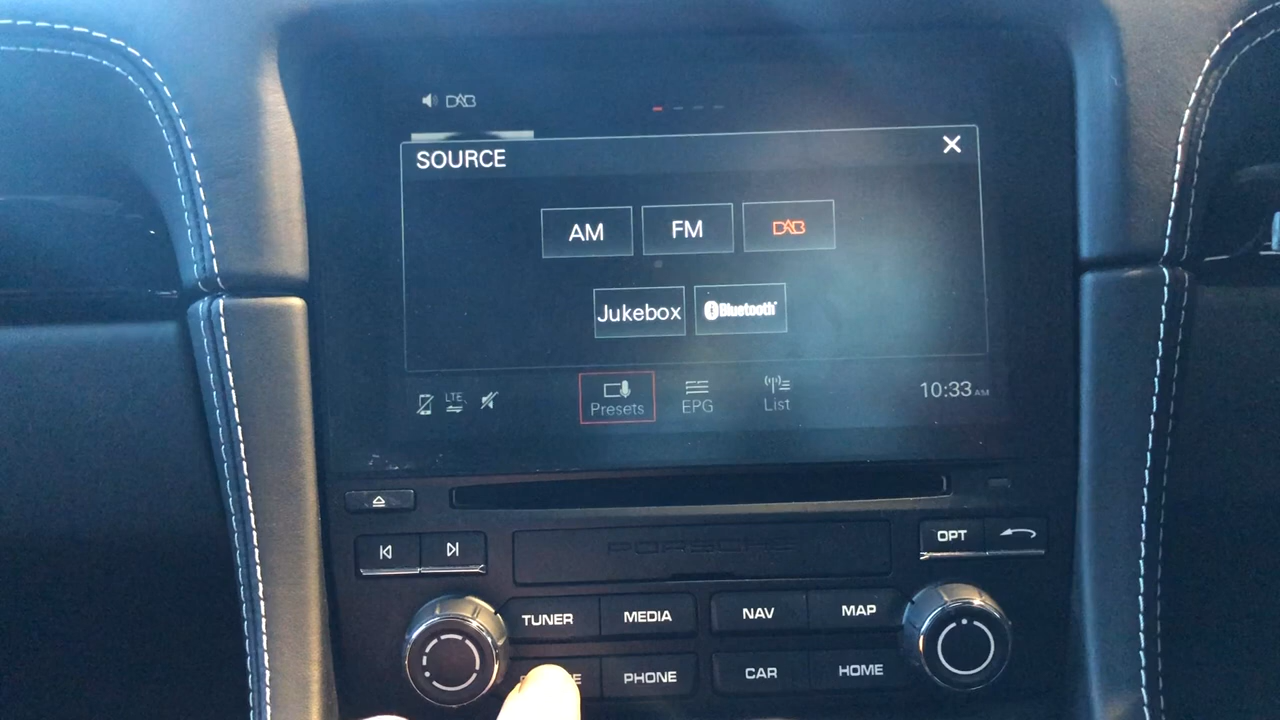 DAB
SOURCE
AM FM DAB
Jukebox Bluetooth
LTE Presets EPG List 10:33 AM
OPT
PORSCHE
TUNER MEDIA NAV MAP
PHONE CAR HOME